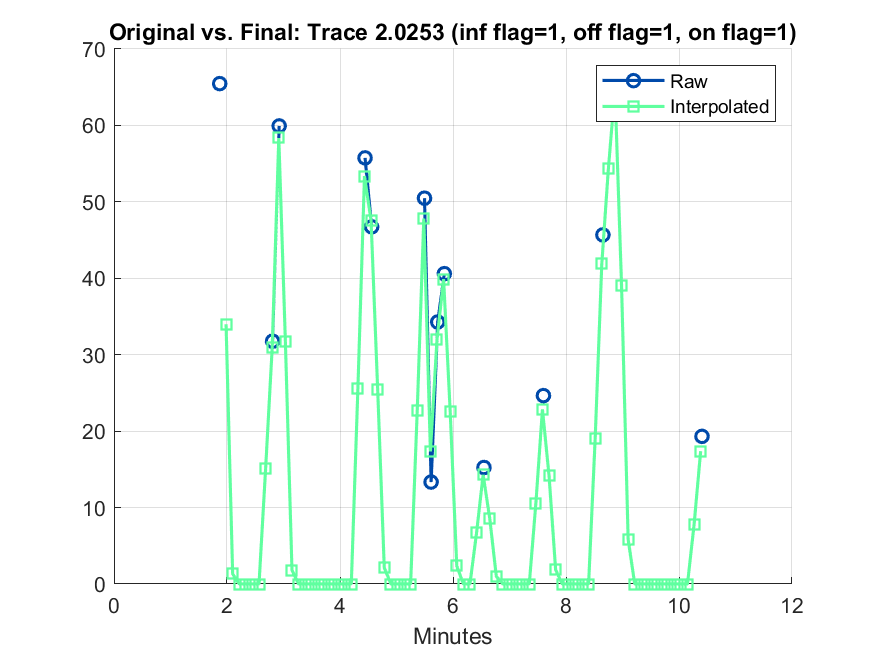 Original vs. Final: Trace 2.0253 (inf flag=1, off flag=1, on flag=1)
70
60
50
40
30
20
10
0
Raw
Interpolated
0 2 4 6 8 10 12
Minutes